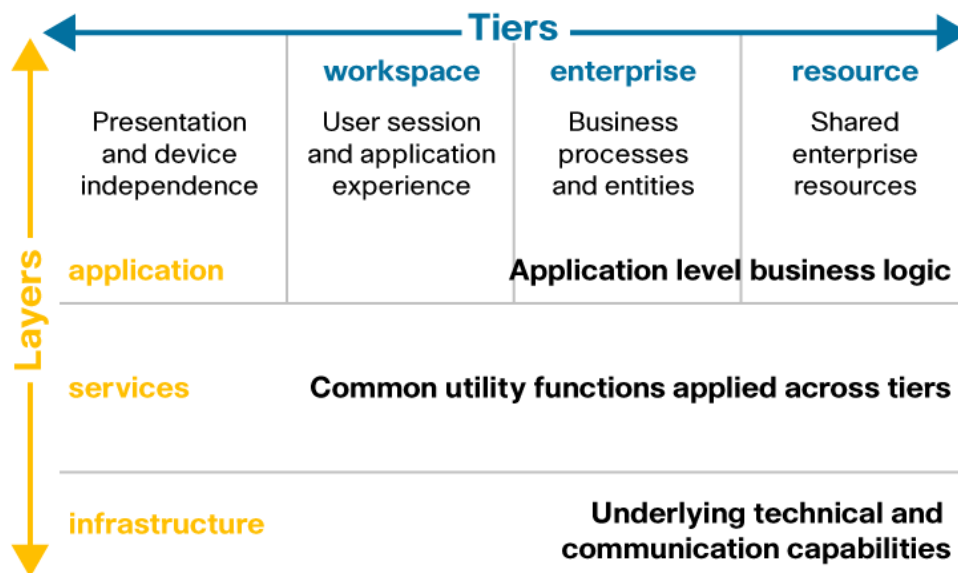 Tiers
workspace
enterprise
resource
Presentation
and device
independence
User session
and application
experience
Business
processes
and entities
Shared
enterprise
resources
Layers
application
Application level business logic
services
Common utility functions applied across tiers
infrastructure
Underlying technical and
communication capabilities